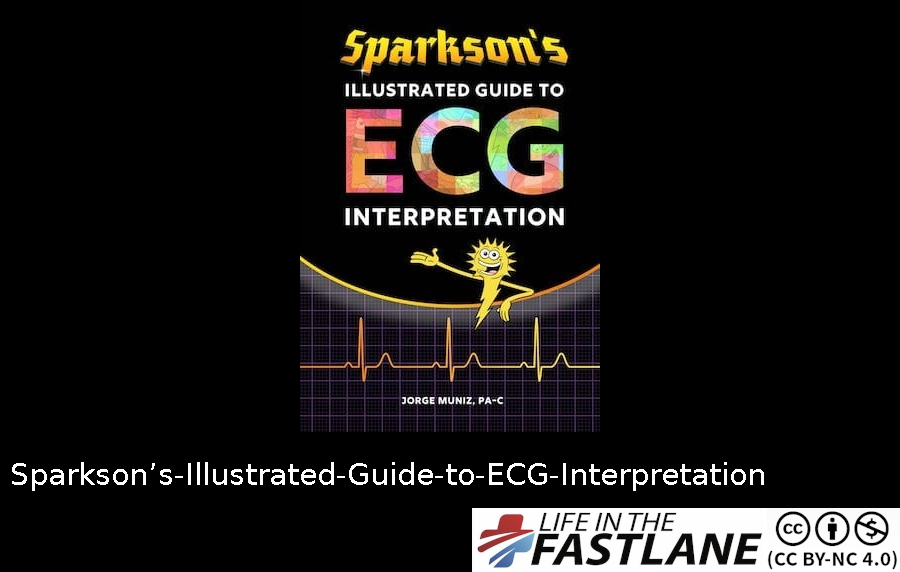 Sparkson's
ILLUSTRATED GUIDE TO
ECG
INTERPRETATION
JORGE MUNIZ, PA-C
Sparkson’s-Illustrated-Guide-to-ECG-Interpretation
LIFE IN THE
FASTLANE
cc
$
(CC BY-NC 4.0)